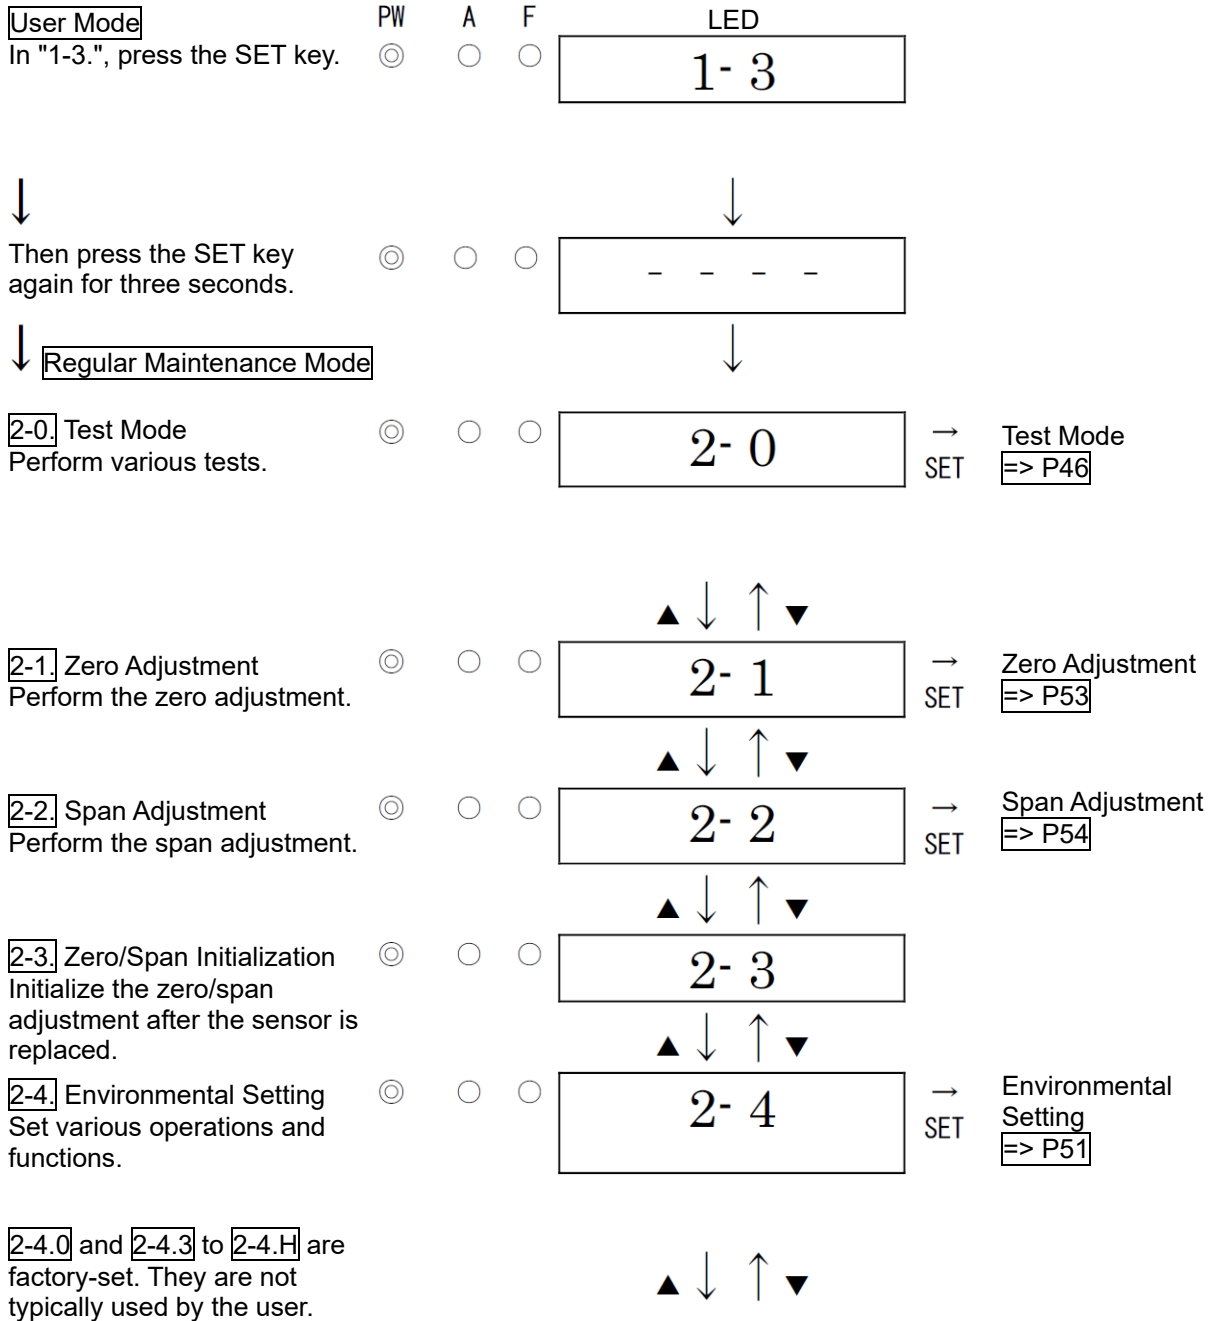 User Mode PW A F LED
In "1-3.", press the SET key. ◎ ○ ○ 1- 3
↓ ↓
Then press the SET key
again for three seconds. ◎ ○ ○ - - - -
↓ Regular Maintenance Mode ↓
2-0. Test Mode ◎ ○ ○ 2- 0 → Test Mode
Perform various tests. SET => P46
▲ ↓ ↑ ▼
2-1. Zero Adjustment ◎ ○ ○ 2- 1 → Zero Adjustment
Perform the zero adjustment. SET => P53
▲ ↓ ↑ ▼
2-2. Span Adjustment ◎ ○ ○ 2- 2 → Span Adjustment
Perform the span adjustment. SET => P54
▲ ↓ ↑ ▼
2-3. Zero/Span Initialization ◎ ○ ○ 2- 3
Initialize the zero/span
adjustment after the sensor is
replaced.
▲ ↓ ↑ ▼
2-4. Environmental Setting ◎ ○ ○ 2- 4 → Environmental
Set various operations and SET Setting
functions. => P51
2-4.0 and 2-4.3 to 2-4.H are
factory-set. They are not
typically used by the user. ▲ ↓ ↑ ▼